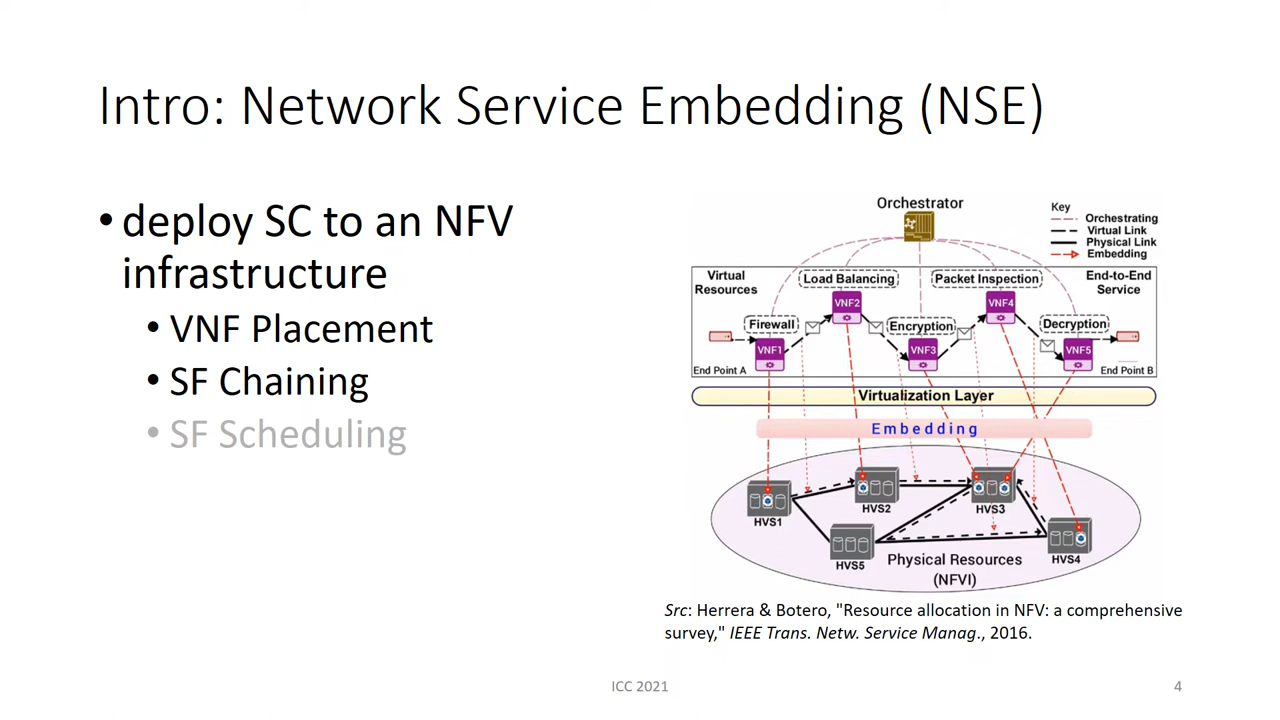 Intro: Network Service Embedding (NSE)
• deploy SC to an NFV
infrastructure
• VNF Placement
• SF Chaining
• SF Scheduling
Orchestrator
Key
Orchestrating
Virtual Link
Physical Link
Embedding
Virtual
Resources
Load Balancing
Packet Inspection
End-to-End
Service
VNF2
VNF4
Firewall
Encryption
Decryption
VNF1
VNF3
VNF5
End Point A
End Point B
Virtualization Layer
Embedding
HVS1
HVS2
HVS3
HVS5
HVS4
Physical Resources
(NFVI)
Src: Herrera & Botero, "Resource allocation in NFV: a comprehensive
survey," IEEE Trans. Netw. Service Manag., 2016.
ICC 2021
4